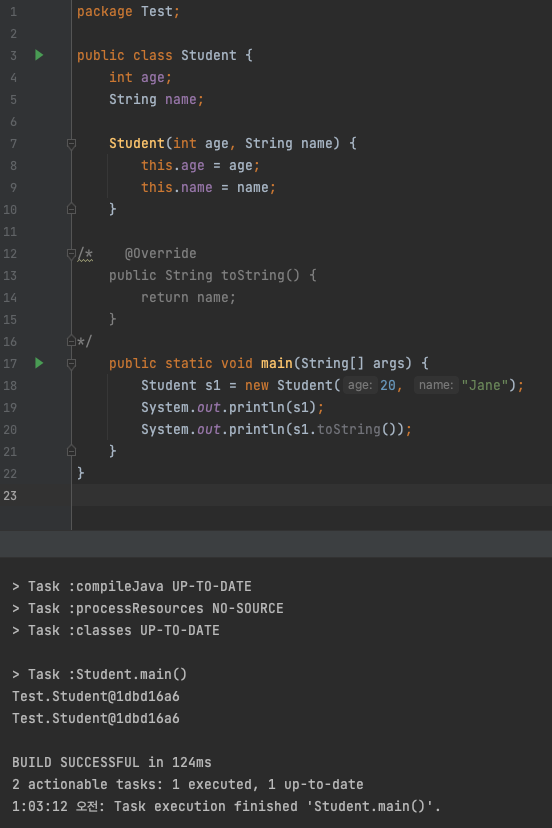 1 package Test;
2
3 public class Student {
4     int age;
5     String name;
6
7     Student(int age, String name) {
8         this.age = age;
9         this.name = name;
10     }
11
12 /*    @Override
13     public String toString() {
14         return name;
15     }
16 */
17     public static void main(String[] args) {
18         Student s1 = new Student( age: 20,  name: "Jane");
19         System.out.println(s1);
20         System.out.println(s1.toString());
21     }
22 }
23
> Task :compileJava UP-TO-DATE
> Task :processResources NO-SOURCE
> Task :classes UP-TO-DATE
> Task :Student.main()
Test.Student@1dbd16a6
Test.Student@1dbd16a6
BUILD SUCCESSFUL in 124ms
2 actionable tasks: 1 executed, 1 up-to-date
1:03:12 오전: Task execution finished 'Student.main()'.